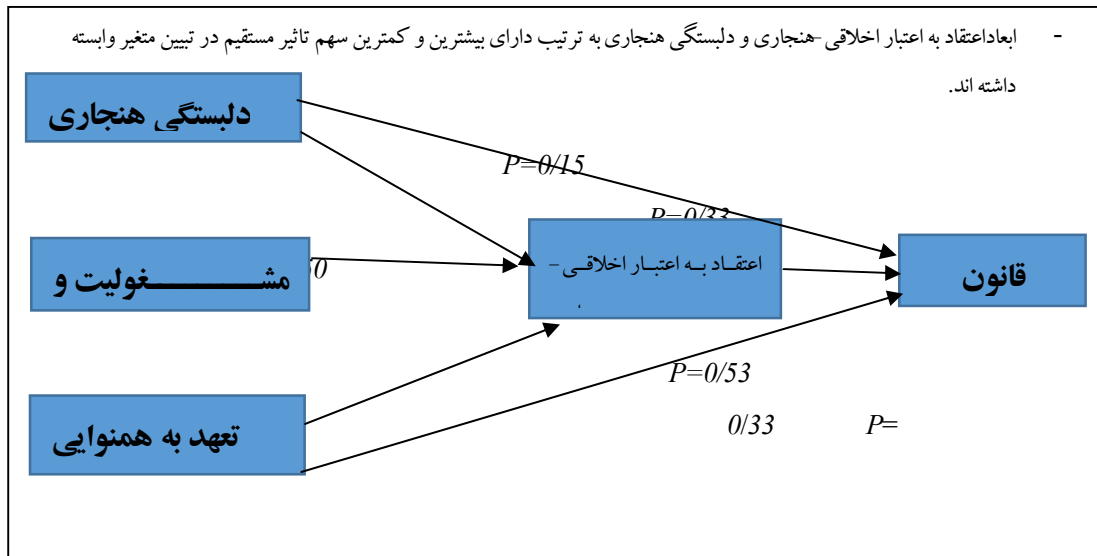 - ابعاداعتقاد به اعتبار اخلاقی-هنجاری و دلبستگی هنجاری به ترتیب دارای بیشترین و کمترین سهم تاثیر مستقیم در تبیین متغیر وابسته
داشته اند.
دلبستگی هنجاری
P=0/15
P=0/33
اعتقـاد بـه اعتبـار اخلاقـی -
قانون
مشـــــــــغولیت و
P=0/53
0/33 P=
تعهد به همنوایی